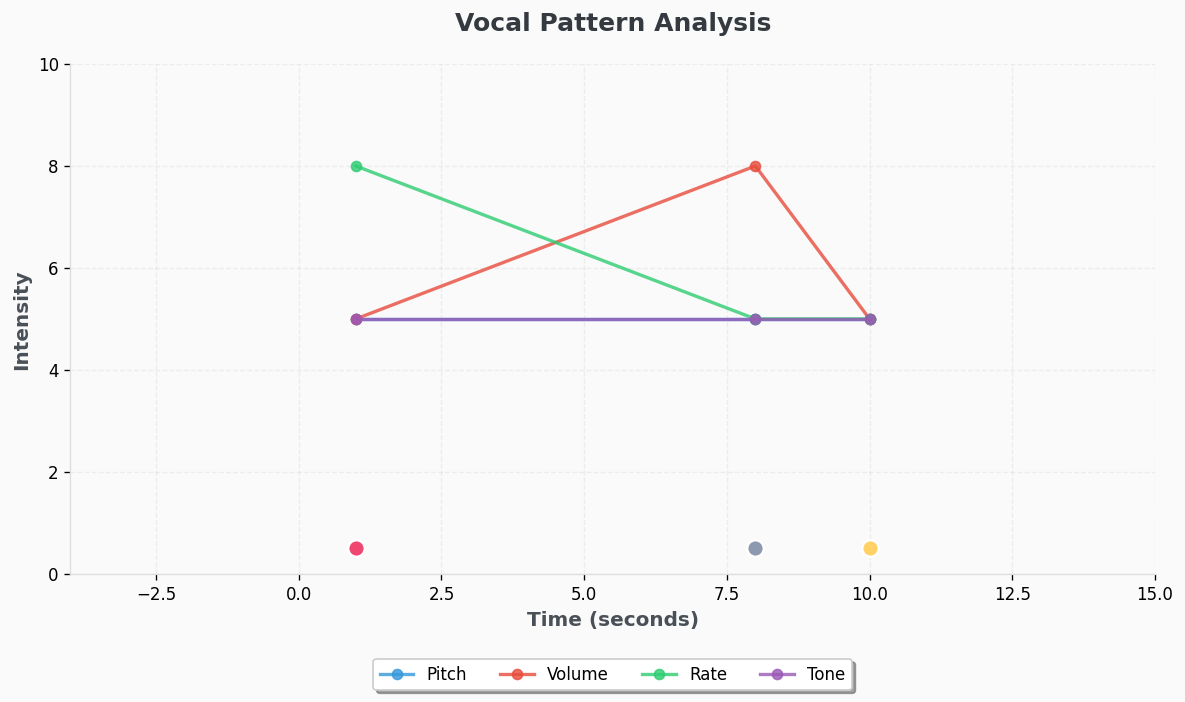 Vocal Pattern Analysis
10
8
6
4
2
0
Intensity
−2.5 0.0 2.5 5.0 7.5 10.0 12.5 15.0
Time (seconds)
Pitch Volume Rate Tone